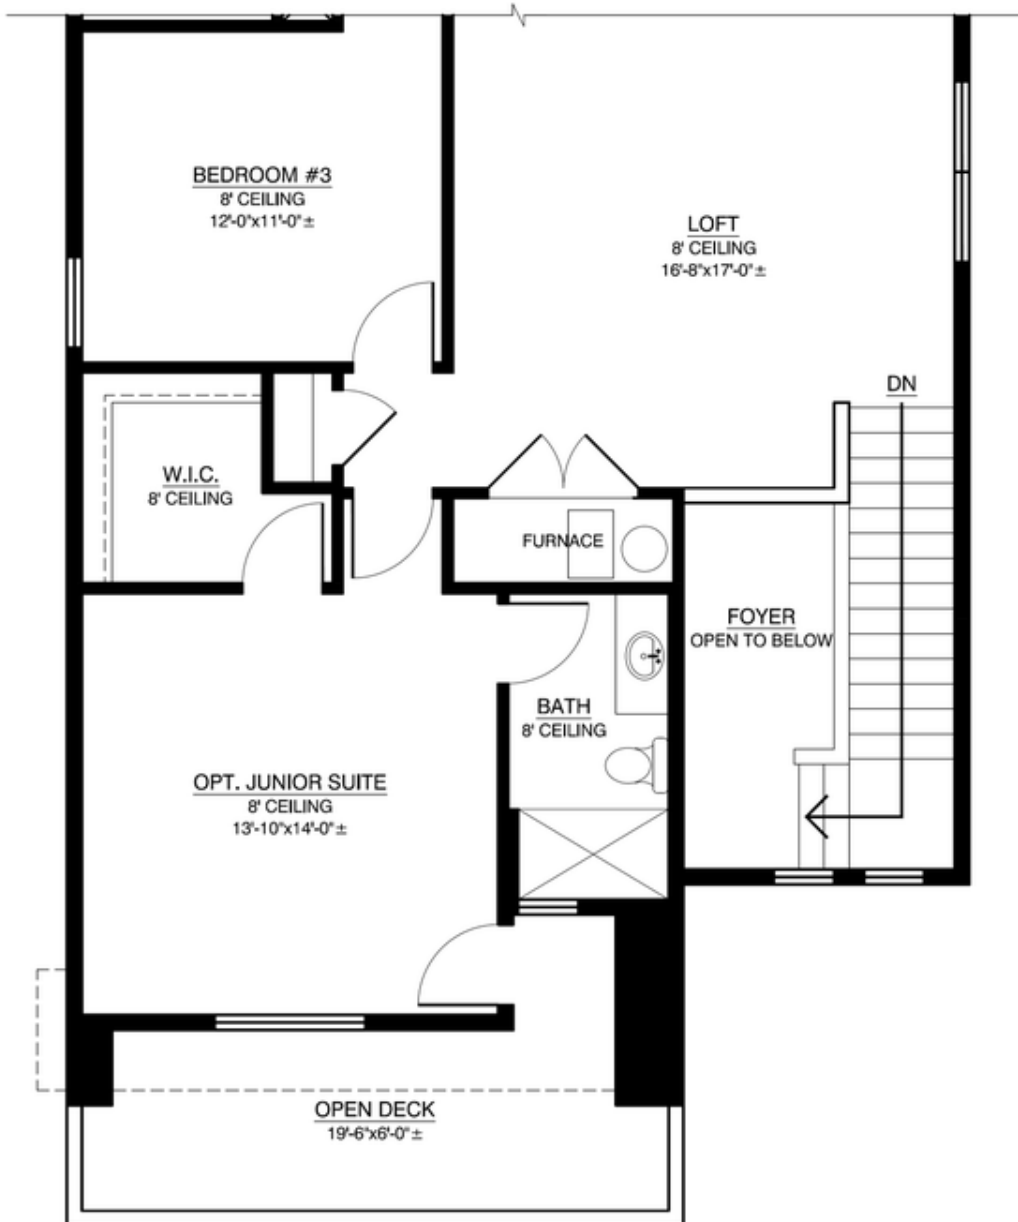 BEDROOM #3
8' CEILING
12'-0"x11'-0"±
LOFT
8' CEILING
16'-8"x17'-0"±
DN
W.I.C.
8' CEILING
FURNACE
FOYER
OPEN TO BELOW
BATH
8' CEILING
OPT. JUNIOR SUITE
8' CEILING
13'-10"x14'-0"±
OPEN DECK
19'-6"x6'-0"±